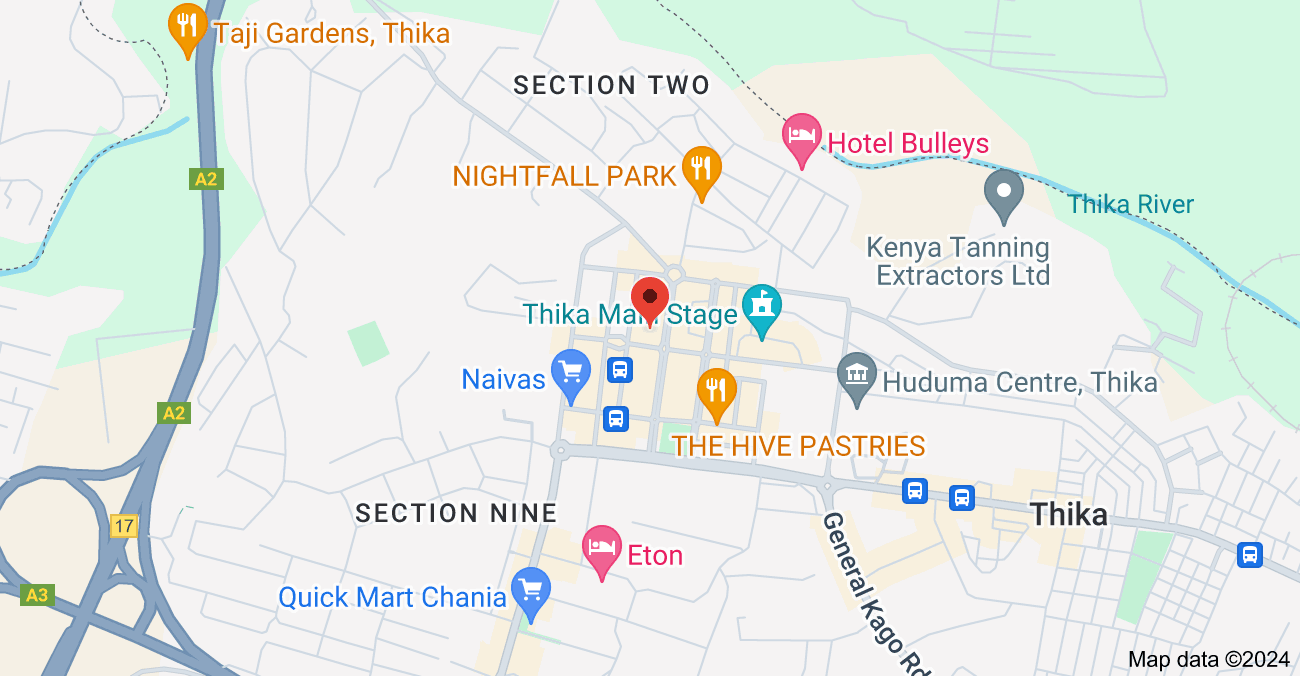 Taji Gardens, Thika
SECTION TWO
Hotel Bulleys
NIGHTFALL PARK
A2
Thika River
Kenya Tanning
Extractors Ltd
Thika Main Stage
Naivas
Huduma Centre, Thika
A2
THE HIVE PASTRIES
SECTION NINE
Thika
17
General Kago Rd
Eton
A3
Quick Mart Chania
Map data ©2024